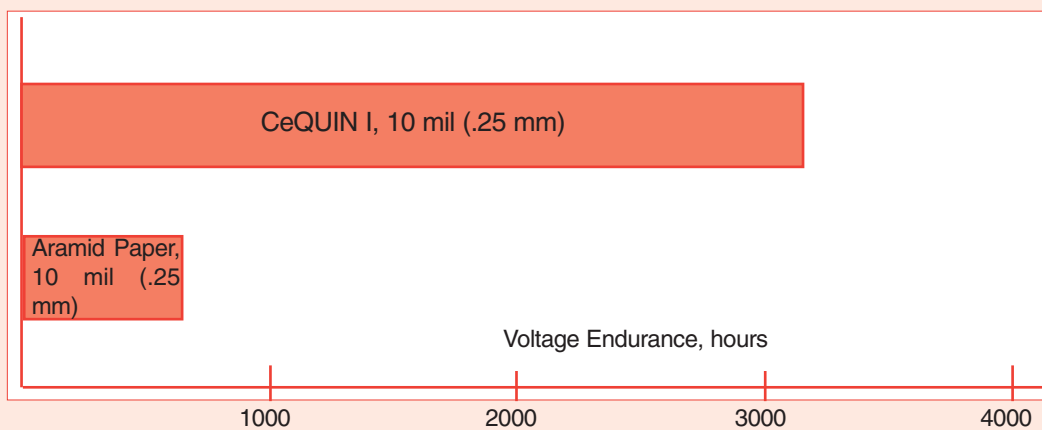 CeQUIN I, 10 mil (.25 mm)
Aramid Paper,
10 mil (.25
mm)
Voltage Endurance, hours
1000 2000 3000 4000